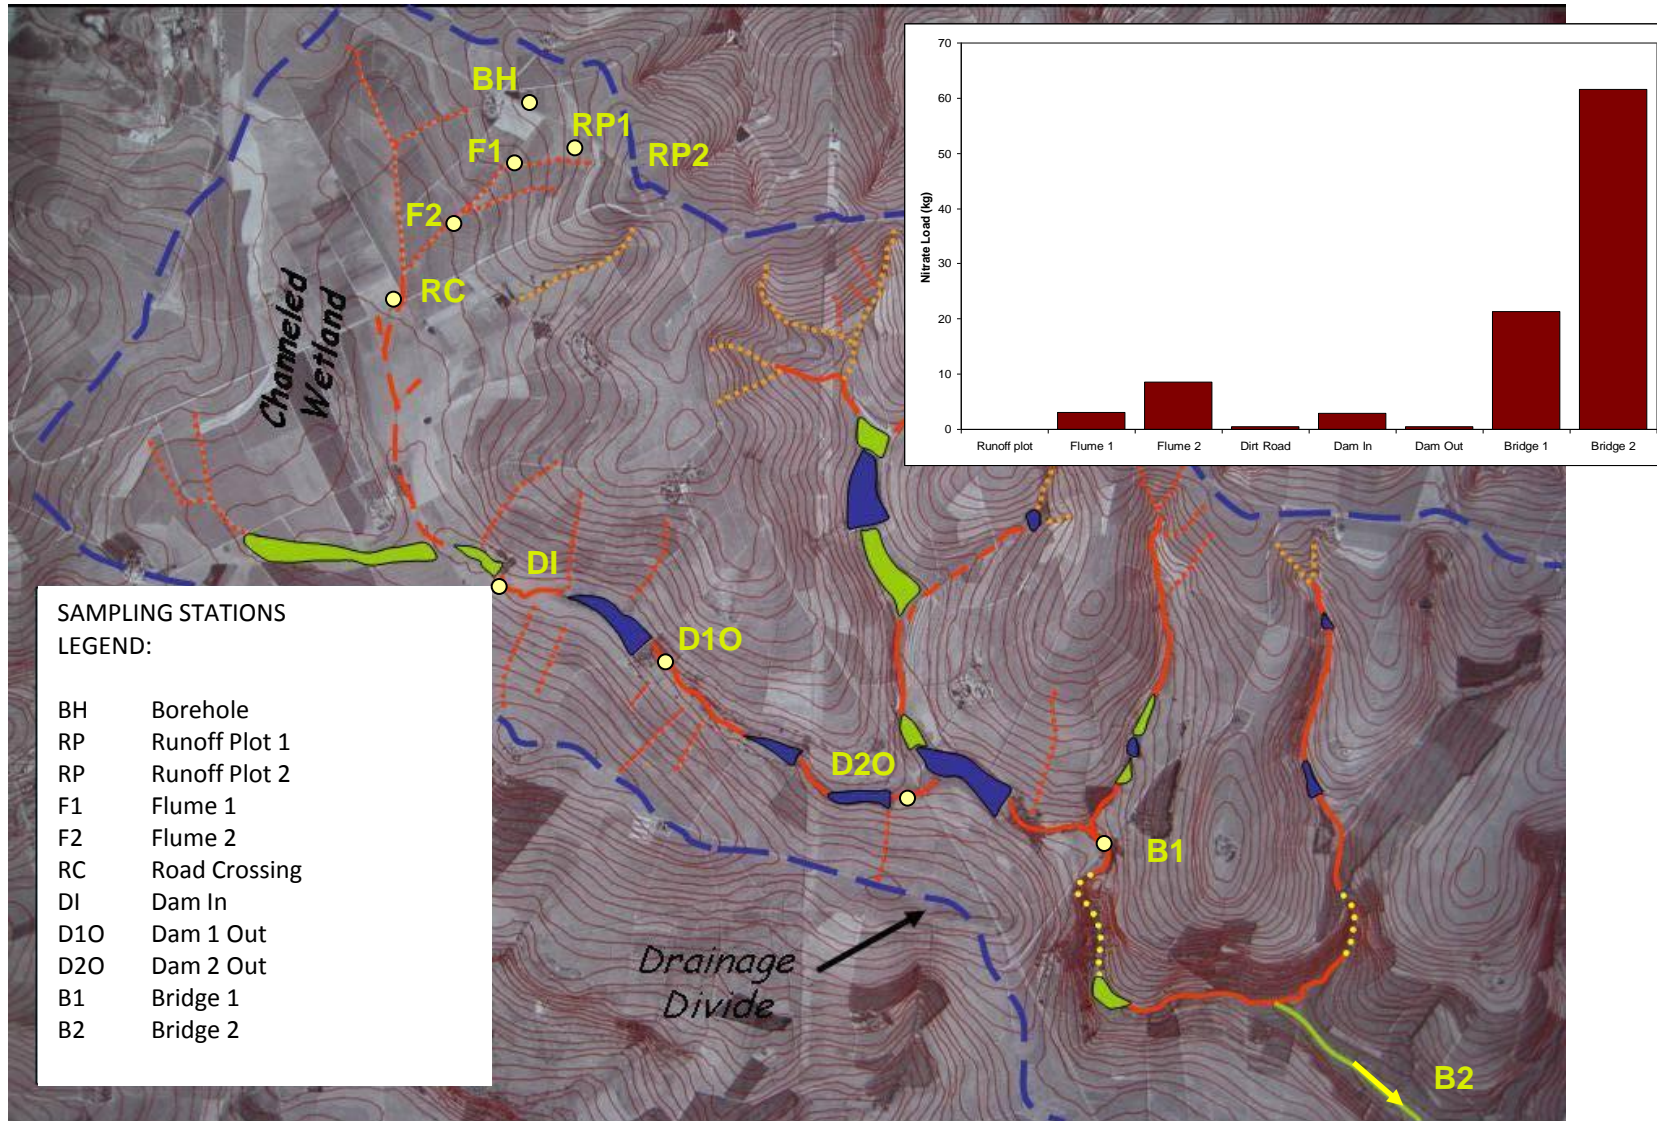 BH
RP1
F1
RP2
F2
RC
Channeled
Wetland
DI
D1O
D2O
B1
B2
Drainage
Divide
SAMPLING STATIONS
LEGEND:
BH Borehole
RP Runoff Plot 1
RP Runoff Plot 2
F1 Flume 1
F2 Flume 2
RC Road Crossing
DI Dam In
D1O Dam 1 Out
D2O Dam 2 Out
B1 Bridge 1
B2 Bridge 2
Nitrate Load (kg)
70
60
50
40
30
20
10
0
Runoff plot Flume 1 Flume 2 Dirt Road Dam In Dam Out Bridge 1 Bridge 2